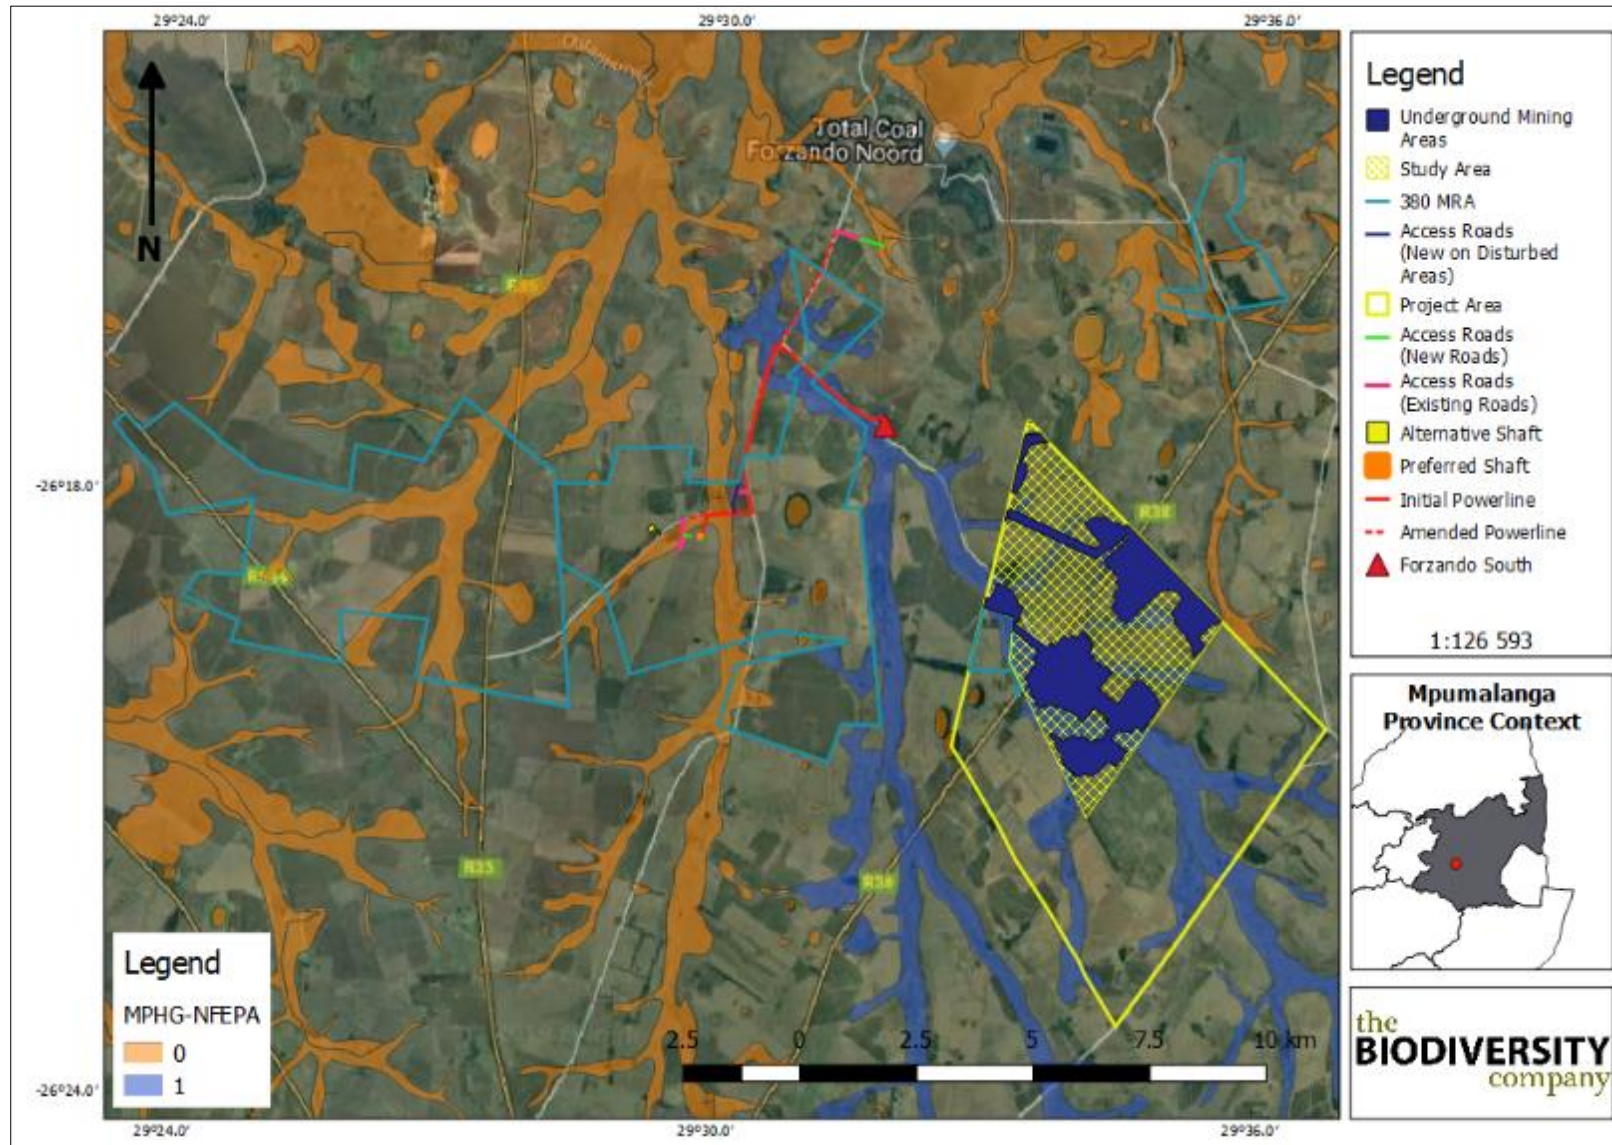 29°24.0'
29°30.0'
29°36.0'
N
Total Coal
Forzando Noord
R35
R38
-26°18.0'
R35
R38
2.5
0
2.5
5
7.5
10 km
-26°24.0'
29°24.0'
29°30.0'
29°36.0'
Legend
MPHG-NFEPA
0
1
Legend
Underground Mining
Areas
Study Area
380 MRA
Access Roads
(New on Disturbed
Areas)
Project Area
Access Roads
(New Roads)
Access Roads
(Existing Roads)
Alternative Shaft
Preferred Shaft
Initial Powerline
Amended Powerline
Forzando South
1:126 593
Mpumalanga
Province Context
the
BIODIVERSITY
company